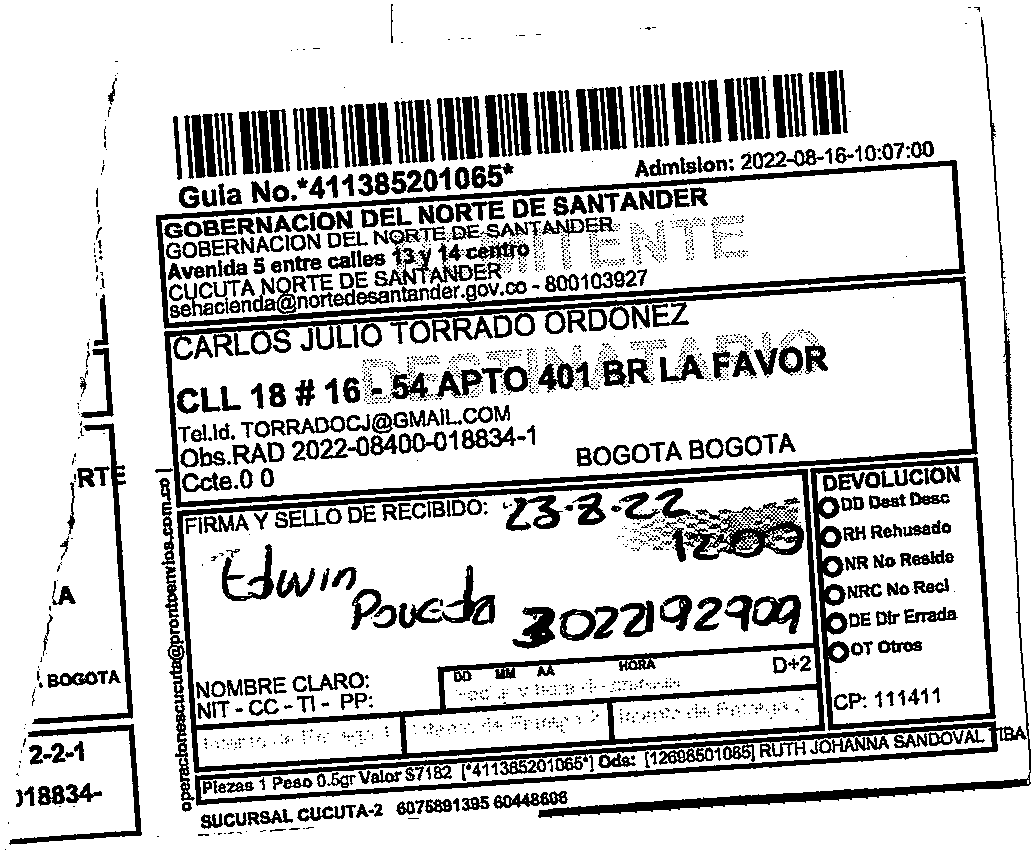 Guia No.*411385201065*
Admision: 2022-08-16-10:07:00
GOBERNACION DEL NORTE DE SANTANDER
GOBERNACION DEL NORTE DE SANTANDER
Avenida 5 entre calles 13 y 14 centro
CUCUTA NORTE DE SANTANDER
sehacienda@nortedesantander.gov.co - 800103927
CARLOS JULIO TORRADO ORDONEZ
DESTINATARIO
CLL 18 # 16 - 54 APTO 401 BR LA FAVOR
Tel.Id. TORRADOCJ@GMAIL.COM
Obs.RAD 2022-08400-018834-1
BOGOTA BOGOTA
Ccte.0 0
FIRMA Y SELLO DE RECIBIDO: 23-8-22
12:00
Edwin
Poveda 3022192909
NOMBRE CLARO:
NIT - CC - TI - PP:
DD MM AA HORA D+2
DEVOLUCION
DD Dest Desc
RH Rehusado
NR No Reside
NRC No Reci
DE Dir Errada
OT Otros
CP: 111411
Piezas 1 Peso 0.5gr Valor $7182 [*411385201065*] Ods: [12698501065] RUTH JOHANNA SANDOVAL TIBA
SUCURSAL CUCUTA-2 6075891395 60448606
operacionescucuta@prontoenvios.com.co
RTE
.A
. BOGOTA
2-2-1
018834-